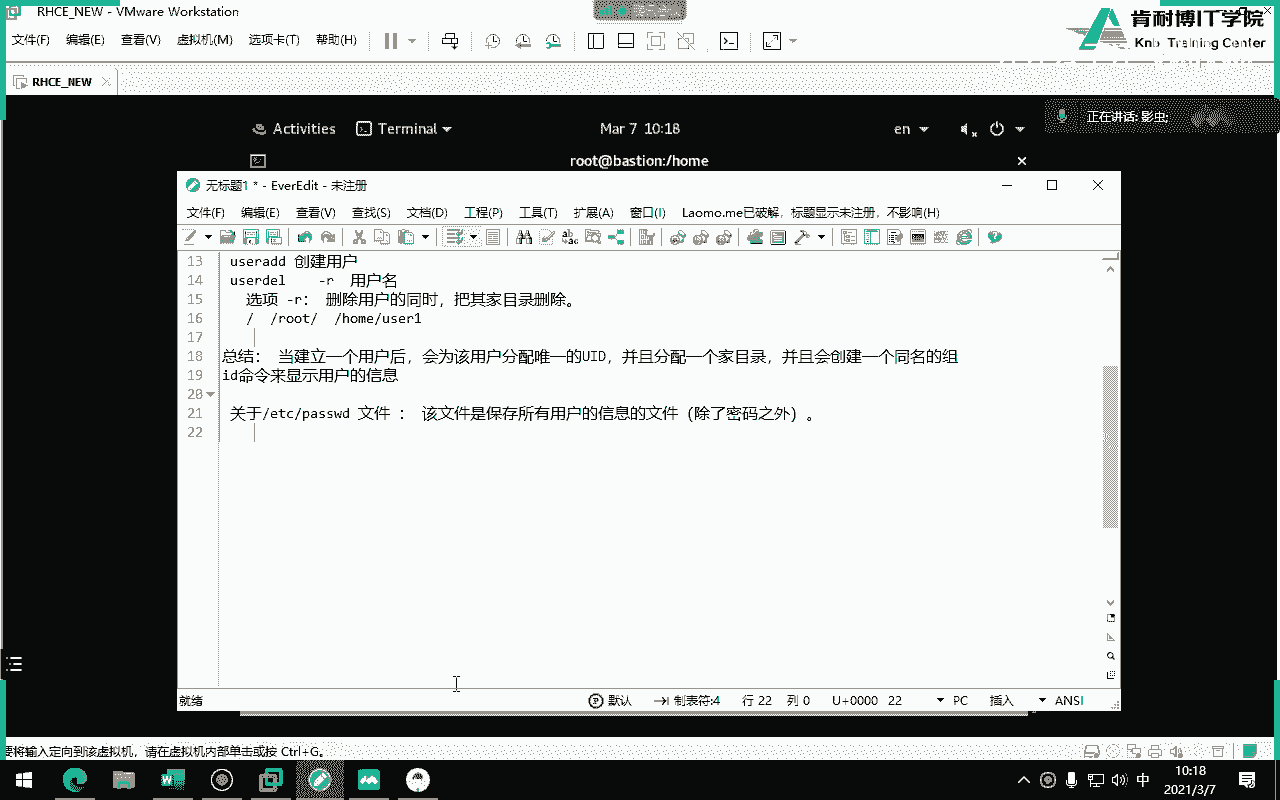 RHCE_NEW - VMware Workstation
文件(F) 编辑(E) 查看(V) 虚拟机(M) 选项卡(T) 帮助(H)
肯耐博IT学院
Knb Training Center
RHCE_NEW
Activities Terminal Mar 7 10:18 en
正在讲话: 影虫;
root@bastion:/home
无标题1 * - EverEdit - 未注册
文件(F) 编辑(E) 查看(V) 查找(S) 文档(D) 工程(P) 工具(T) 扩展(A) 窗口(I) Laomo.me已破解，标题显示未注册，不影响(H)
13 useradd 创建用户
14 userdel -r 用户名
15 选项 -r： 删除用户的同时，把其家目录删除。
16 / /root/ /home/user1
17
18 总结： 当建立一个用户后，会为该用户分配唯一的UID，并且分配一个家目录，并且会创建一个同名的组
19 id命令来显示用户的信息
20
21 关于/etc/passwd 文件 ： 该文件是保存所有用户的信息的文件（除了密码之外）。
22
就绪 默认 制表符:4 行 22 列 0 U+0000 22 PC 插入 ANSI
要将输入定向到该虚拟机，请在虚拟机内部单击或按 Ctrl+G。
中 10:18
2021/3/7